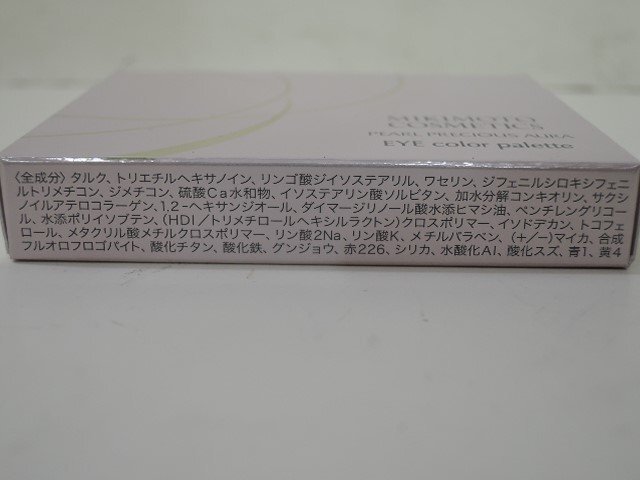 MIKIMOTO
COSMETICS
PEARL PRECIOUS AURA
EYE color palette
〈全成分〉タルク、トリエチルヘキサノイン、リンゴ酸ジイソステアリル、ワセリン、ジフェニルシロキシフェニ
ルトリメチコン、ジメチコン、硫酸Ca水和物、イソステアリン酸ソルビタン、加水分解コンキオリン、サクシ
ノイルアテロコラーゲン、1,2-ヘキサンジオール、ダイマージリノール酸水添ヒマシ油、ペンチレングリコー
ル、水添ポリイソブテン、(HDI/トリメチロールヘキシルラクトン)クロスポリマー、イソドデカン、トコフェ
ロール、メタクリル酸メチルクロスポリマー、リン酸2Na、リン酸K、メチルパラベン、(+/-)マイカ、合成
フルオロフロゴパイト、酸化チタン、酸化鉄、グンジョウ、赤226、シリカ、水酸化Al、酸化スズ、青1、黄4